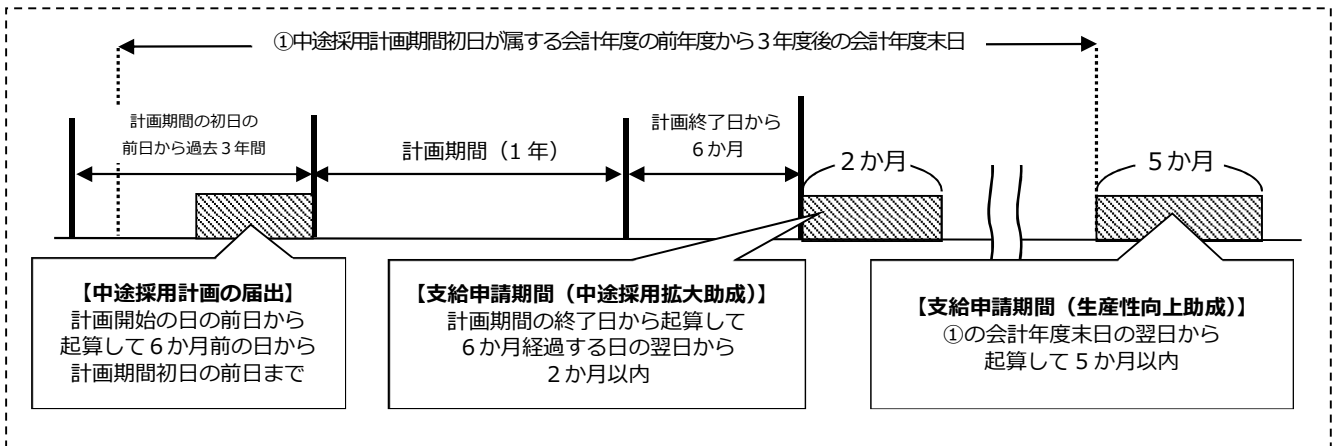 ①中途採用計画期間初日が属する会計年度の前年度から３年度後の会計年度末日
計画期間の初日の
前日から過去３年間
計画期間（１年）
計画終了日から
６か月
２か月
５か月
【中途採用計画の届出】
計画開始の日の前日から
起算して６か月前の日から
計画期間初日の前日まで
【支給申請期間（中途採用拡大助成）】
計画期間の終了日から起算して
６か月経過する日の翌日から
２か月以内
【支給申請期間（生産性向上助成）】
①の会計年度末日の翌日から
起算して５か月以内